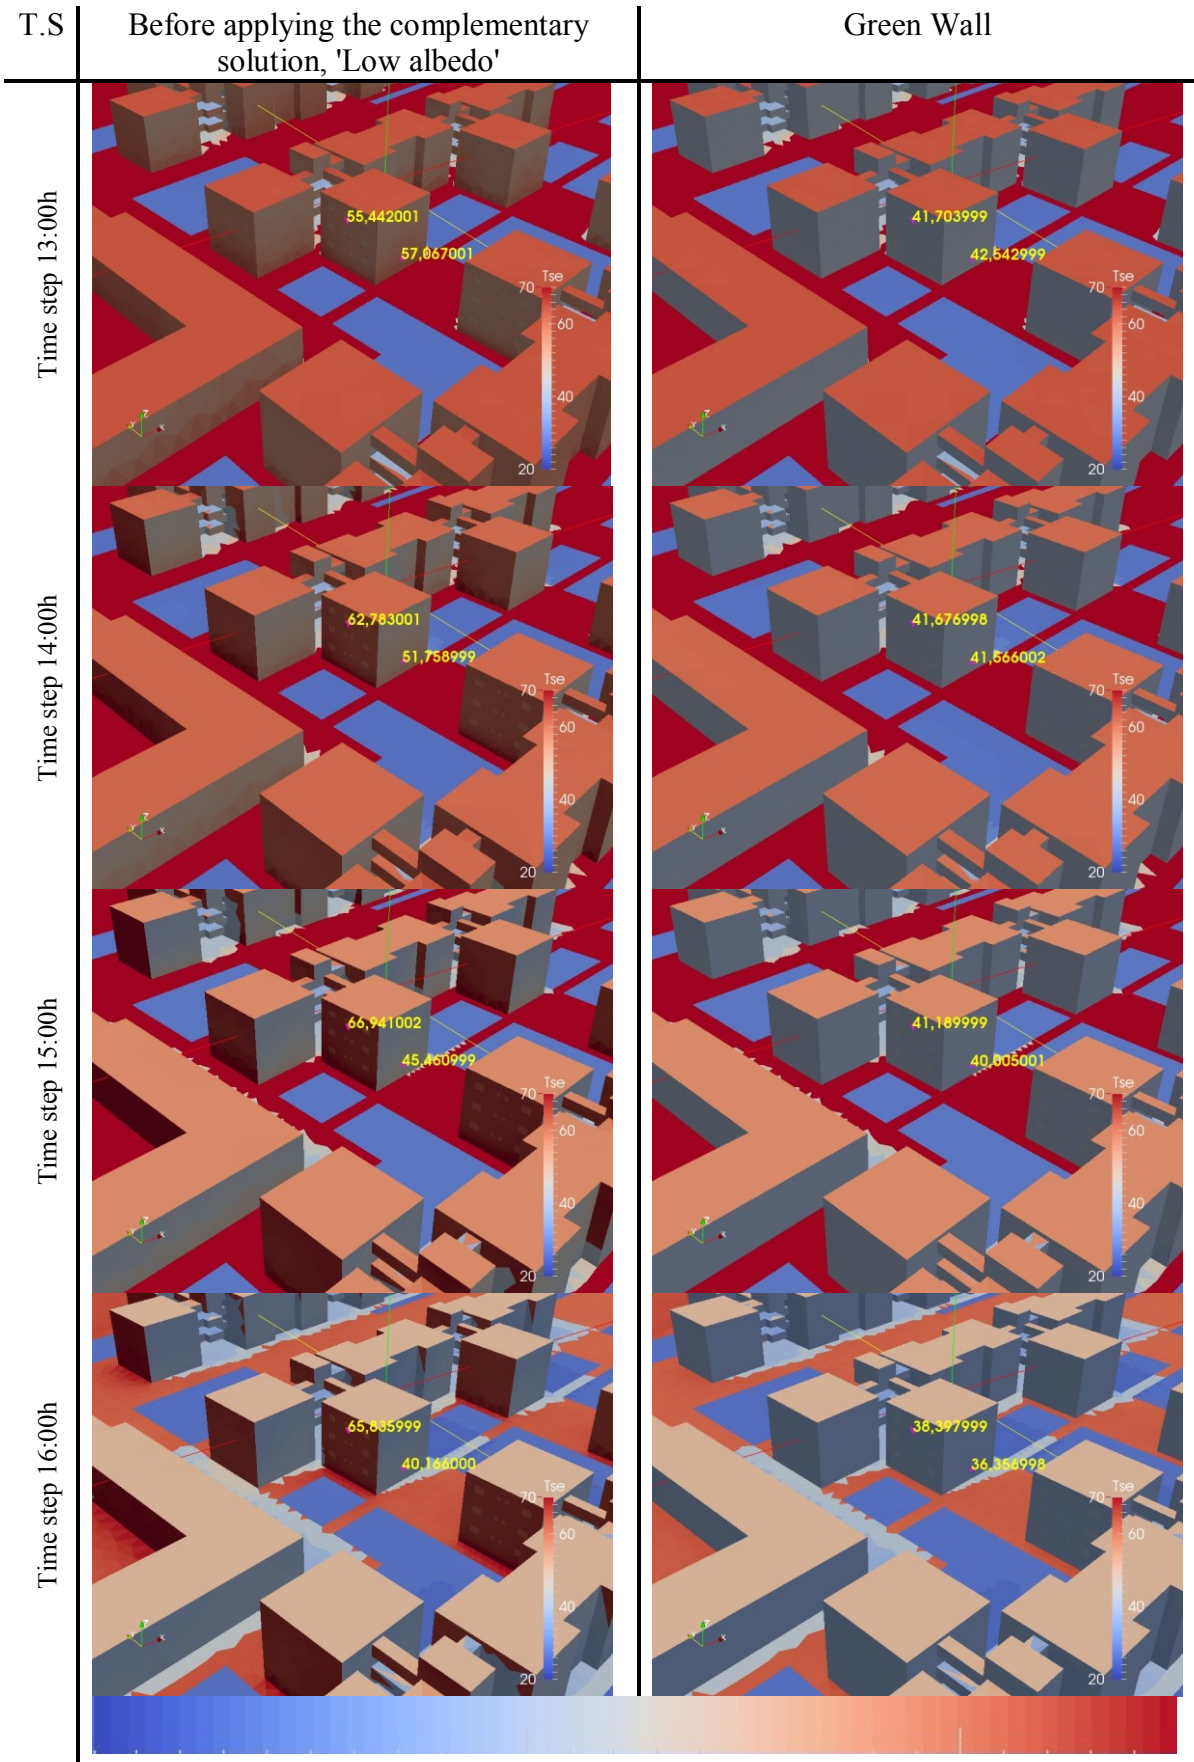 T.S
Before applying the complementary
solution, 'Low albedo'
Green Wall
Time step 13:00h
55,442001
57,067001
Tse
70
60
40
20
Z
Y
X
41,703999
42,542999
Tse
70
60
40
20
Z
Y
X
Time step 14:00h
62,783001
51,758999
Tse
70
60
40
20
Z
Y
X
41,676998
41,566002
Tse
70
60
40
20
Z
Y
X
Time step 15:00h
66,941002
45,460999
Tse
70
60
40
20
Z
Y
X
41,189999
40,005001
Tse
70
60
40
20
Z
Y
X
Time step 16:00h
65,835999
40,166000
Tse
70
60
40
20
Z
Y
X
38,397999
36,356998
Tse
70
60
40
20
Z
Y
X